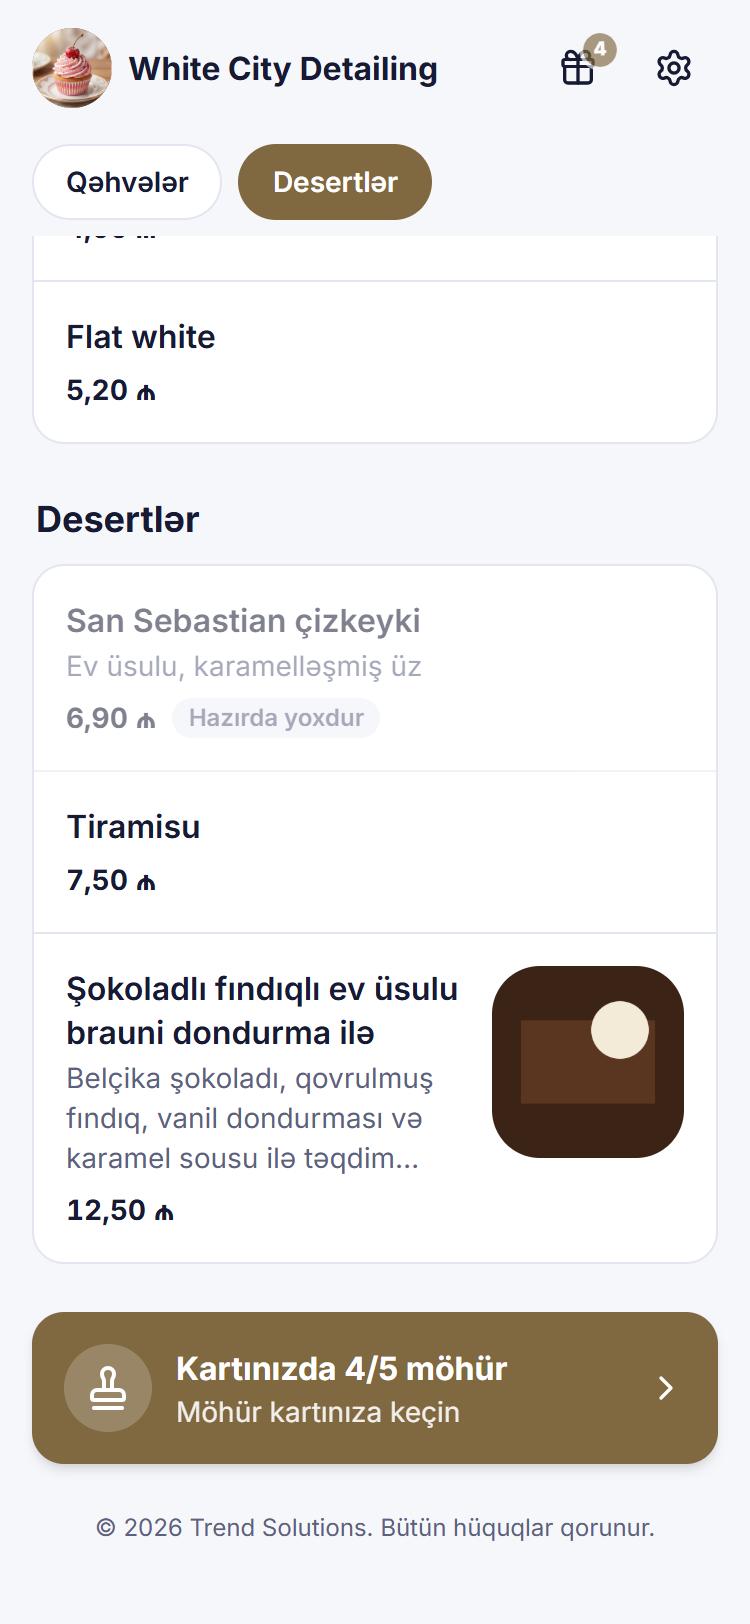 White City Detailing
4
Qəhvələr
Desertlər
Flat white
5,20 ₼
Desertlər
San Sebastian çizkeyki
Ev üsulu, karamelləşmiş üz
6,90 ₼ Hazırda yoxdur
Tiramisu
7,50 ₼
Şokoladlı fındıqlı ev üsulu
brauni dondurma ilə
Belçika şokoladı, qovrulmuş
fındıq, vanil dondurması və
karamel sousu ilə təqdim...
12,50 ₼
Kartınızda 4/5 möhür
Möhür kartınıza keçin
© 2026 Trend Solutions. Bütün hüquqlar qorunur.